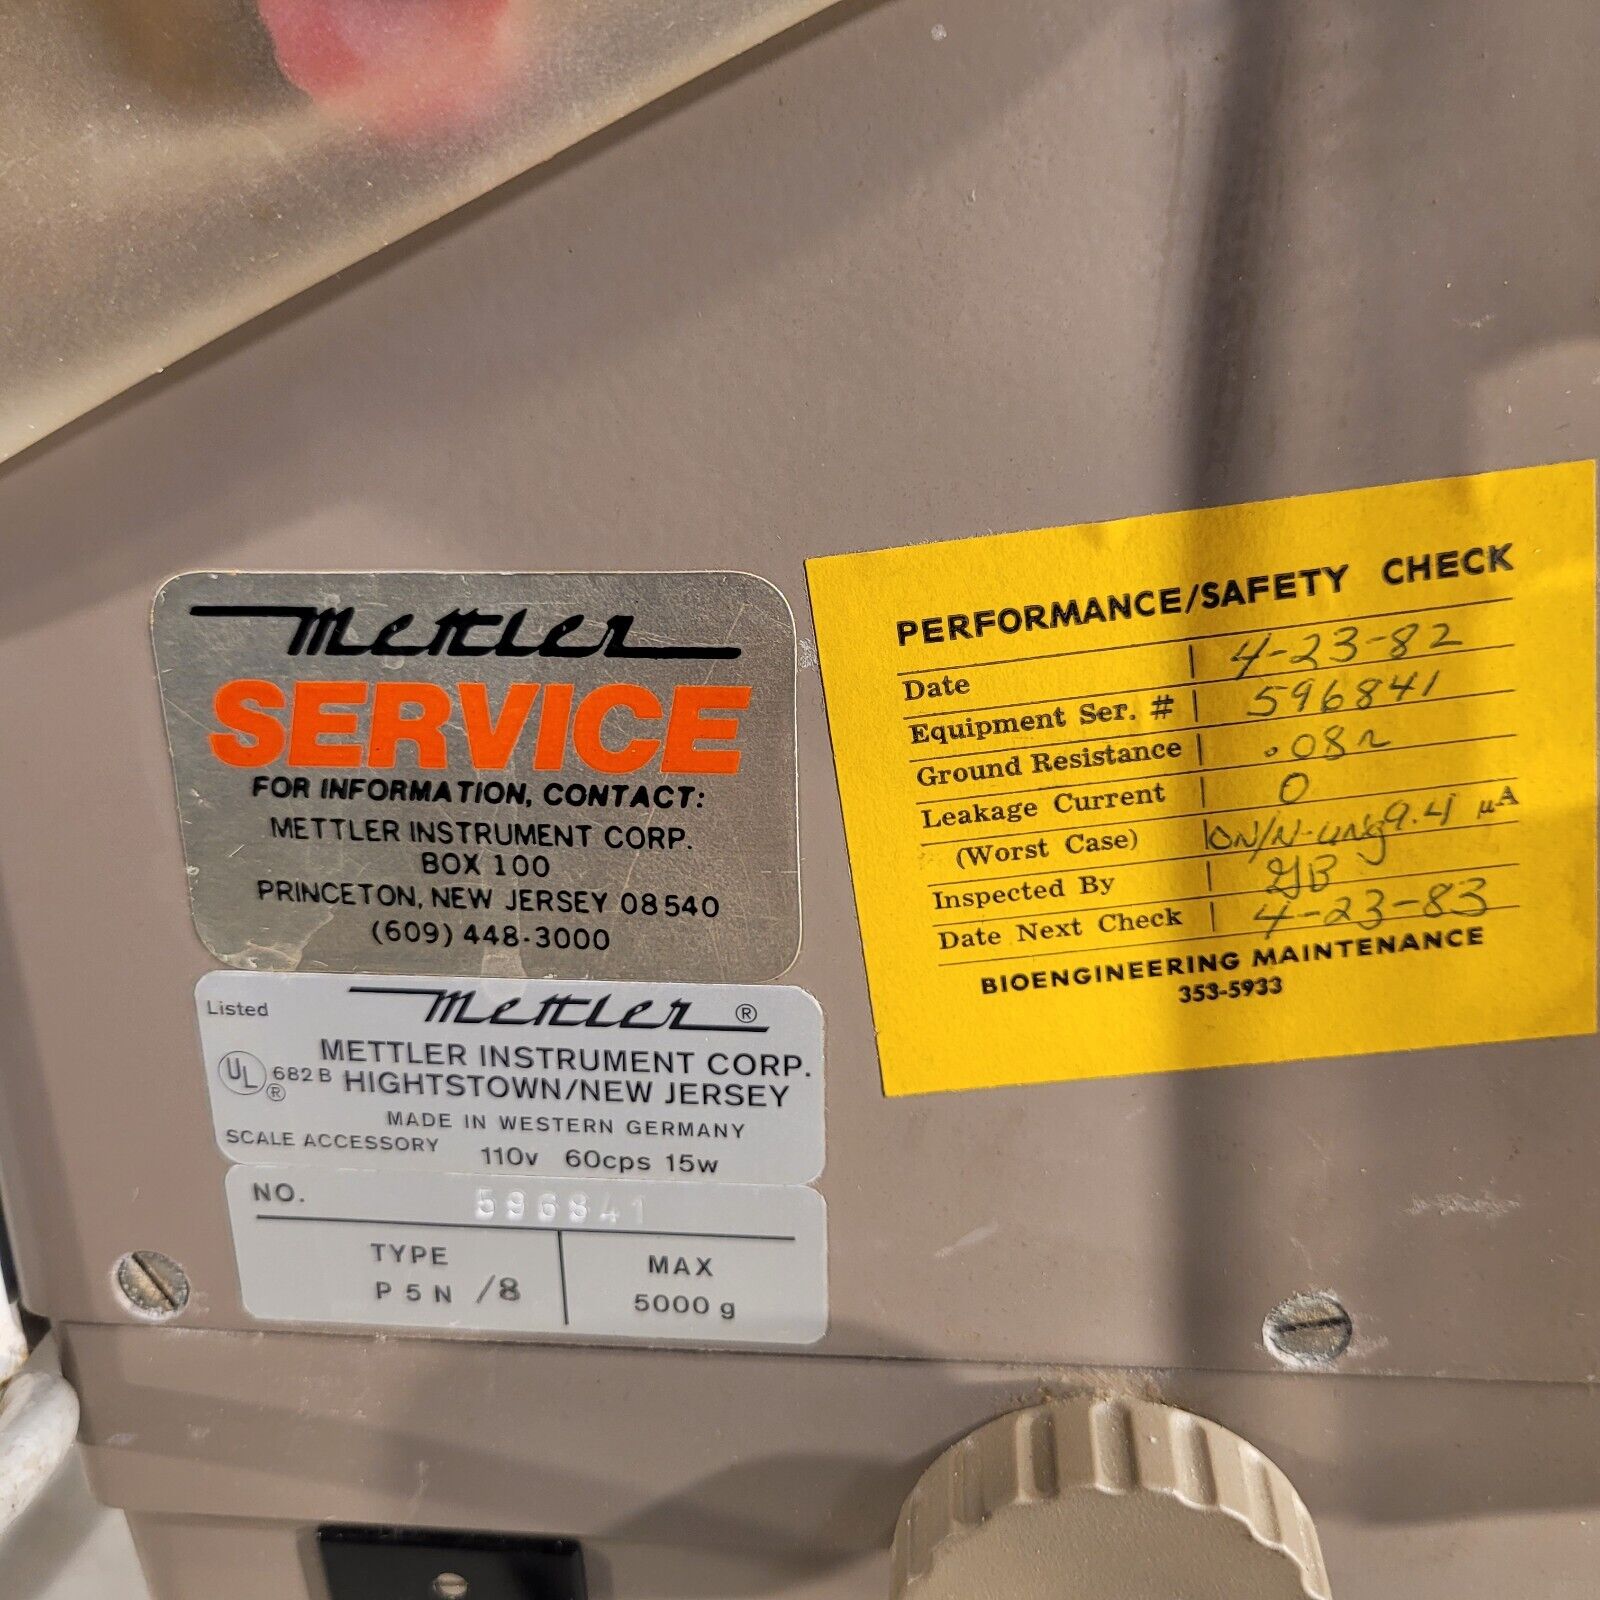 Mettler
SERVICE
FOR INFORMATION, CONTACT:
METTLER INSTRUMENT CORP.
BOX 100
PRINCETON, NEW JERSEY 08540
(609) 448-3000
Listed Mettler ®
UL ® 682 B
METTLER INSTRUMENT CORP.
HIGHTSTOWN/NEW JERSEY
MADE IN WESTERN GERMANY
SCALE ACCESSORY 110v 60cps 15w
NO. 596841
TYPE MAX
P 5 N /8 5000 g
PERFORMANCE/SAFETY CHECK
Date 4-23-82
Equipment Ser. # 596841
Ground Resistance .08
Leakage Current 0
(Worst Case) ON/N-ung 9.4 µA
Inspected By
Date Next Check 4-23-83
BIOENGINEERING MAINTENANCE
353-5933